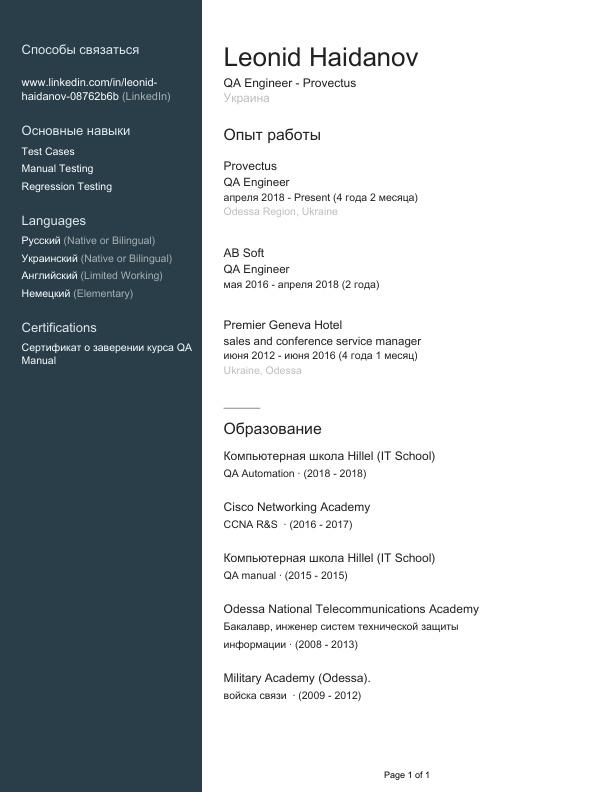 Способы связаться
www.linkedin.com/in/leonid-
haidanov-08762b6b (LinkedIn)
Основные навыки
Test Cases
Manual Testing
Regression Testing
Languages
Русский (Native or Bilingual)
Украинский (Native or Bilingual)
Английский (Limited Working)
Немецкий (Elementary)
Certifications
Сертификат о заверении курса QA
Manual
Leonid Haidanov
QA Engineer - Provectus
Украина
Опыт работы
Provectus
QA Engineer
апреля 2018 - Present (4 года 2 месяца)
Odessa Region, Ukraine
AB Soft
QA Engineer
мая 2016 - апреля 2018 (2 года)
Premier Geneva Hotel
sales and conference service manager
июня 2012 - июня 2016 (4 года 1 месяц)
Ukraine, Odessa
Образование
Компьютерная школа Hillel (IT School)
QA Automation · (2018 - 2018)
Cisco Networking Academy
CCNA R&S · (2016 - 2017)
Компьютерная школа Hillel (IT School)
QA manual · (2015 - 2015)
Odessa National Telecommunications Academy
Бакалавр, инженер систем технической защиты
информации · (2008 - 2013)
Military Academy (Odessa).
войска связи · (2009 - 2012)
Page 1 of 1